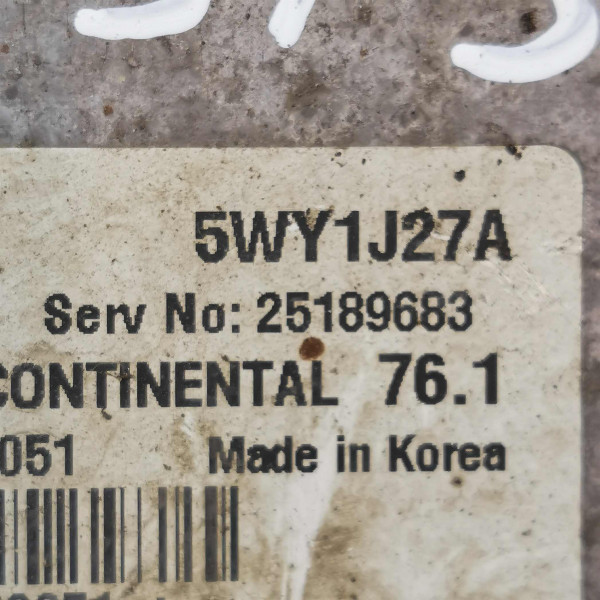 5WY1J27A
Serv No: 25189683
CONTINENTAL 76.1
051 Made in Korea